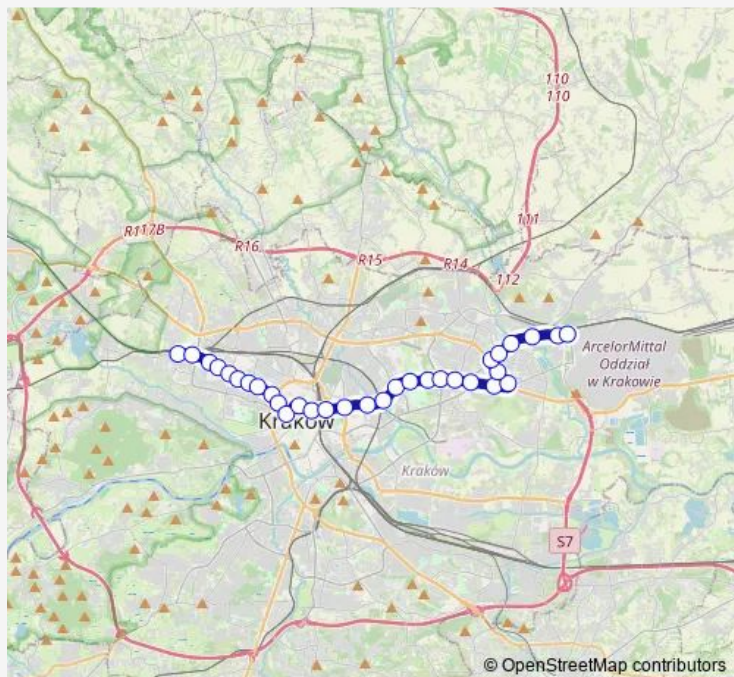 110
110
111
R117B
R16
R15
R14
112
ArcelorMittal
Oddział
w Krakowie
Kraków
Kraków
S7
© OpenStreetMap contributors